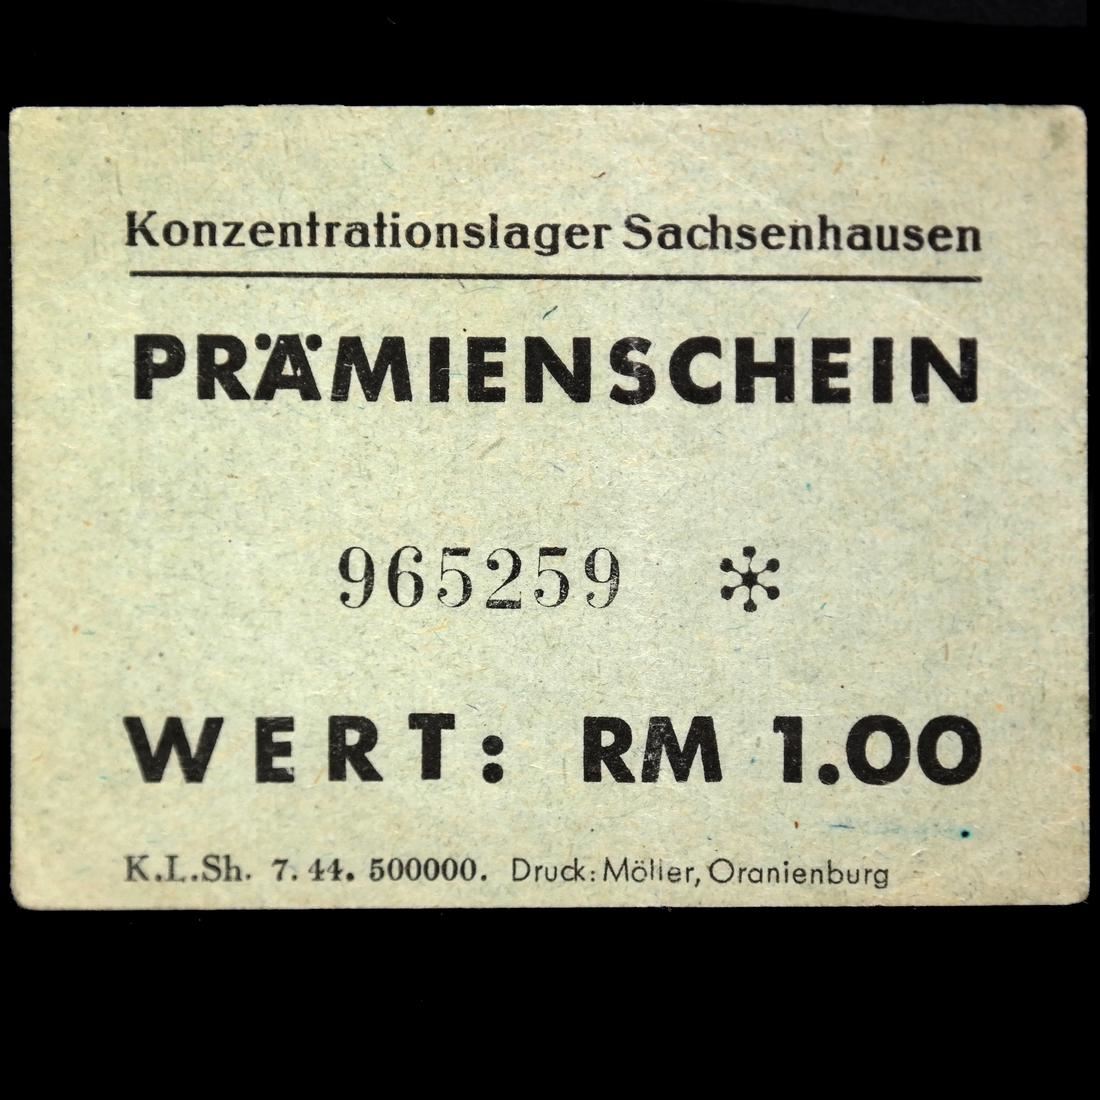 Konzentrationslager Sachsenhausen
PRÄMIENSCHEIN
965259 *
WERT: RM 1.00
K.L.Sh. 7.44. 500000. Druck: Möller, Oranienburg